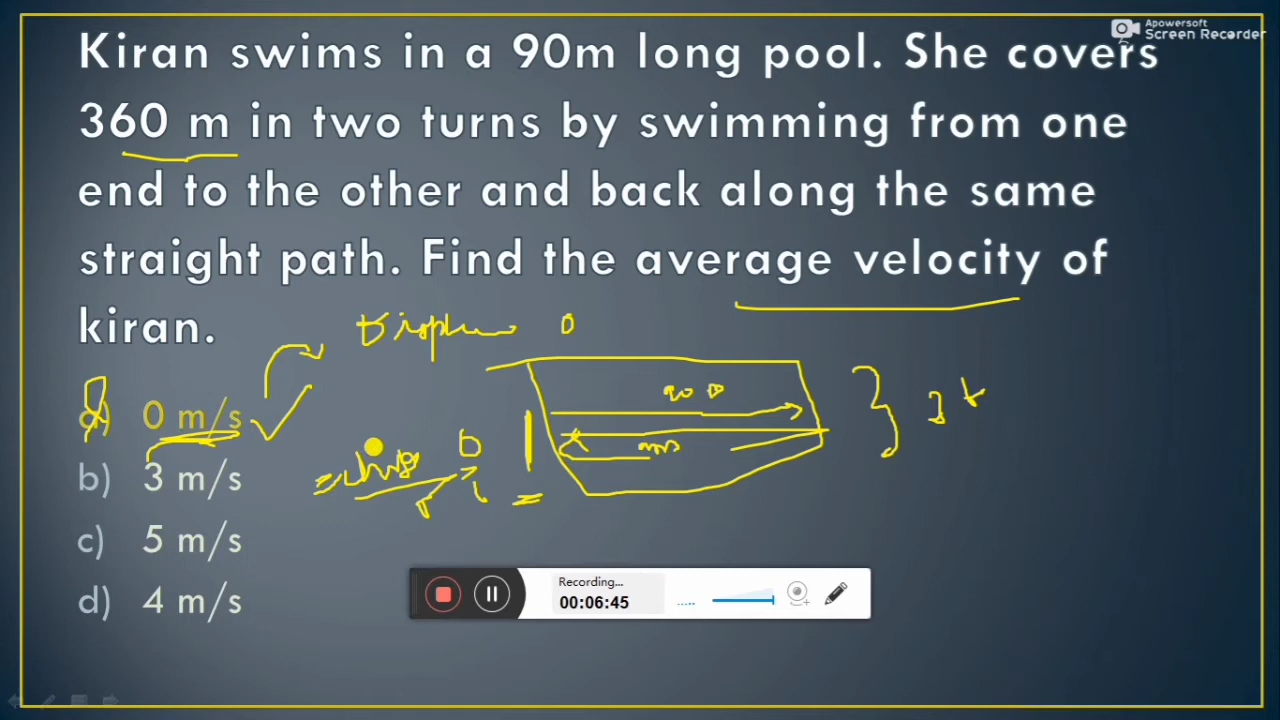 Apowersoft
Screen Recorder
Kiran swims in a 90m long pool. She covers
360 m in two turns by swimming from one
end to the other and back along the same
straight path. Find the average velocity of
kiran.
0
a) 0 m/s
90
b) 3 m/s
c) 5 m/s
d) 4 m/s
Recording...
00:06:45